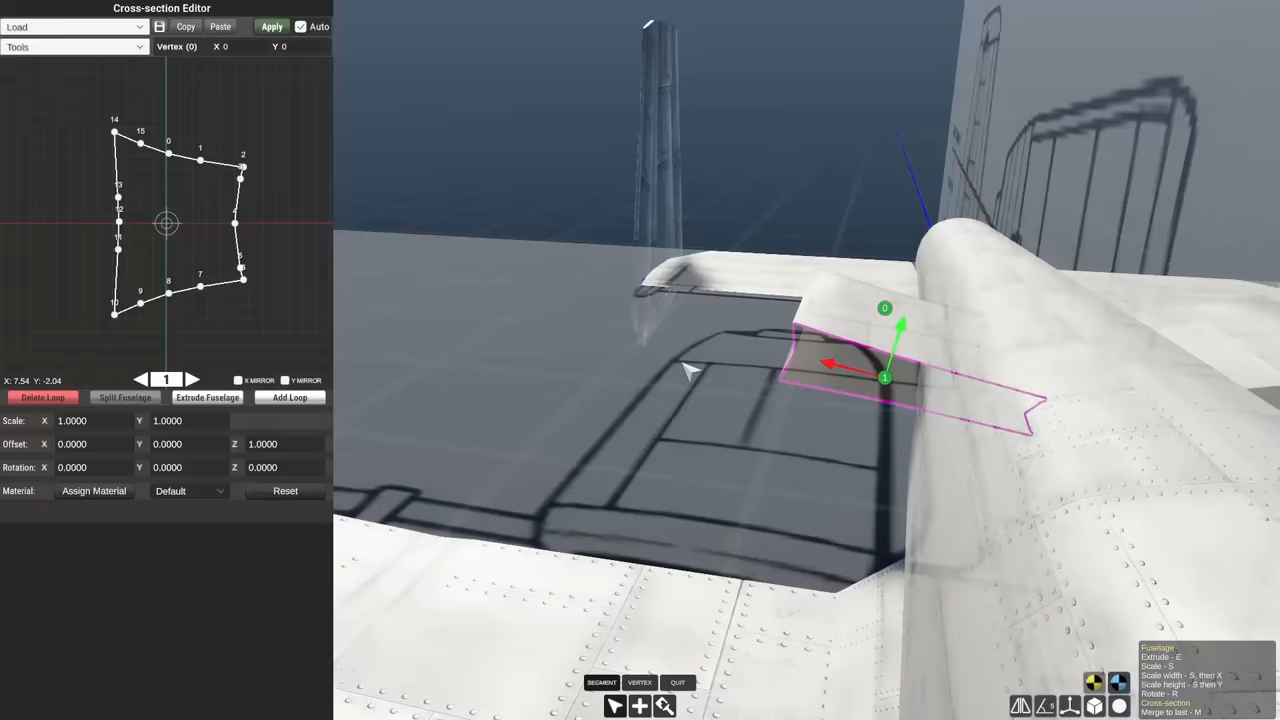 Cross-section Editor
Load Copy Paste Apply Auto
Tools Vertex (0) X 0 Y 0
14
15
0
1
2
13
12
11
10
9
8
7
X: 7.54 Y: -2.04 1 X MIRROR Y MIRROR
Delete Loop Split Fuselage Extrude Fuselage Add Loop
Scale: X 1.0000 Y 1.0000
Offset: X 0.0000 Y 0.0000 Z 1.0000
Rotation: X 0.0000 Y 0.0000 Z 0.0000
Material: Assign Material Default Reset
0
1
SEGMENT VERTEX QUIT
Fuselage
Extrude - E
Scale - S
Scale width - S, then X
Scale height - S then Y
Rotate - R
Cross-section
Merge to last - M